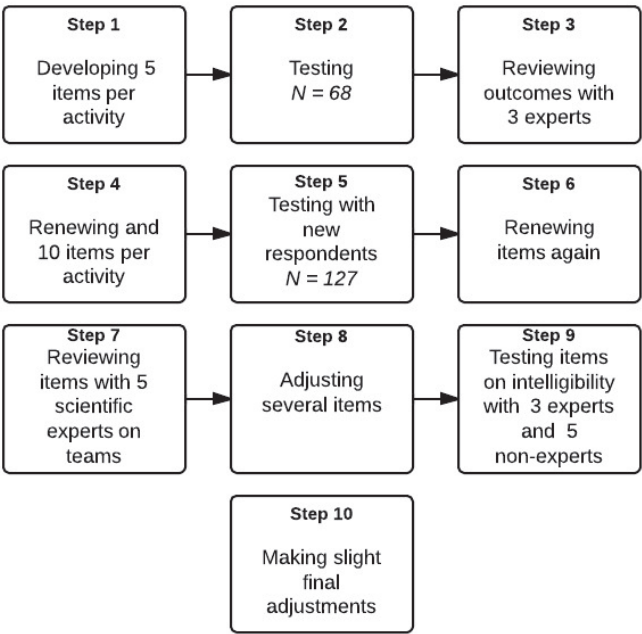 Step 1
Developing 5
items per
activity
Step 2
Testing
N = 68
Step 3
Reviewing
outcomes with
3 experts
Step 4
Renewing and
10 items per
activity
Step 5
Testing with
new
respondents
N = 127
Step 6
Renewing
items again
Step 7
Reviewing
items with 5
scientific
experts on
teams
Step 8
Adjusting
several items
Step 9
Testing items
on intelligibility
with 3 experts
and 5
non-experts
Step 10
Making slight
final
adjustments